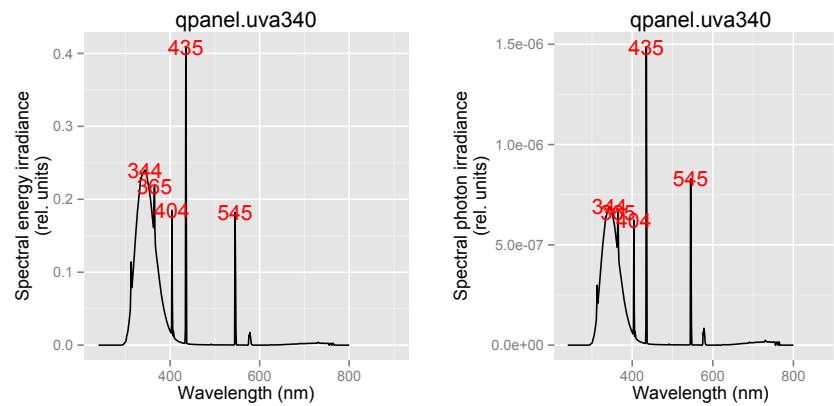 qpanel.uva340
Spectral energy irradiance
(rel. units)
0.4
0.3
0.2
0.1
0.0
435
344
365
404
545
400
600
800
Wavelength (nm)
qpanel.uva340
Spectral photon irradiance
(rel. units)
1.5e-06
1.0e-06
5.0e-07
0.0e+00
435
545
344
365
404
400
600
800
Wavelength (nm)